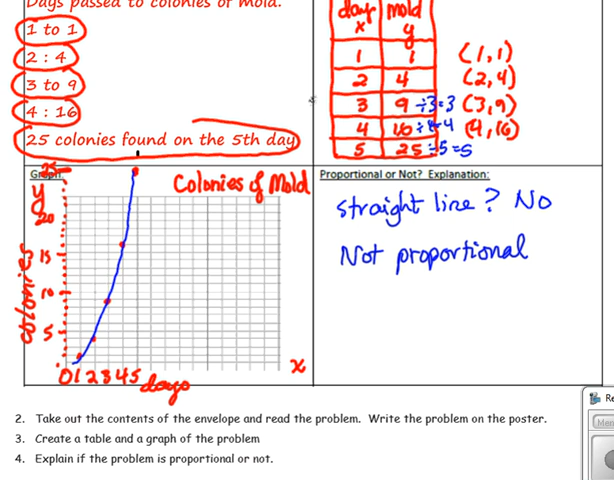 Days passed to colonies of mold.
1 to 1
2 : 4
3 to 9
4 : 16
25 colonies found on the 5th day
days mold
x y
1 1 (1,1)
2 4 (2,4)
3 9 ÷3=3 (3,9)
4 16 ÷4=4 (4,16)
5 25 ÷5=5
Graph:
Colonies of Mold
y
colonies
25
20
15
10
5
0 1 2 3 4 5
days
x
Proportional or Not? Explanation:
straight line? No
Not proportional
2. Take out the contents of the envelope and read the problem. Write the problem on the poster.
3. Create a table and a graph of the problem
4. Explain if the problem is proportional or not.
Re